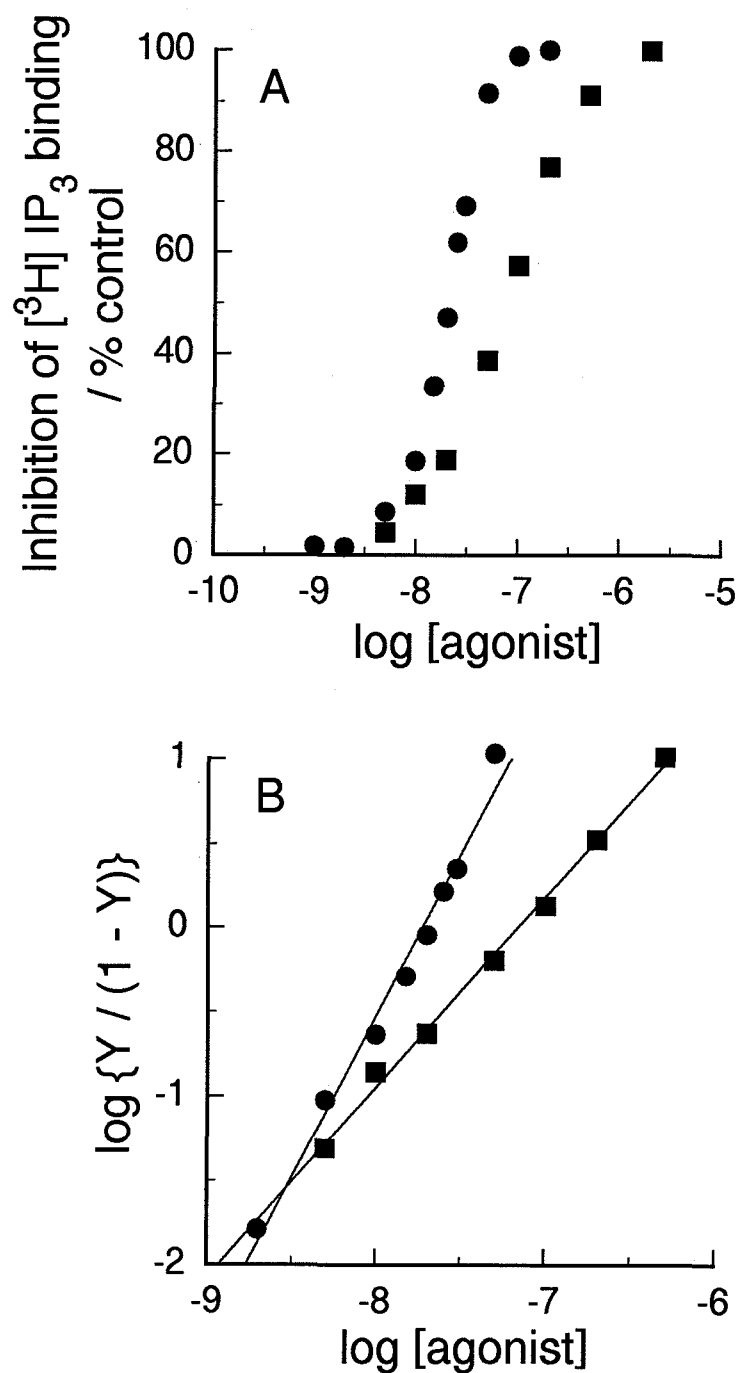 A
Inhibition of [³H] IP₃ binding
/ % control
100
80
60
40
20
0
-10 -9 -8 -7 -6 -5
log [agonist]
B
log {Y / (1 - Y)}
1
0
-1
-2
-9 -8 -7 -6
log [agonist]